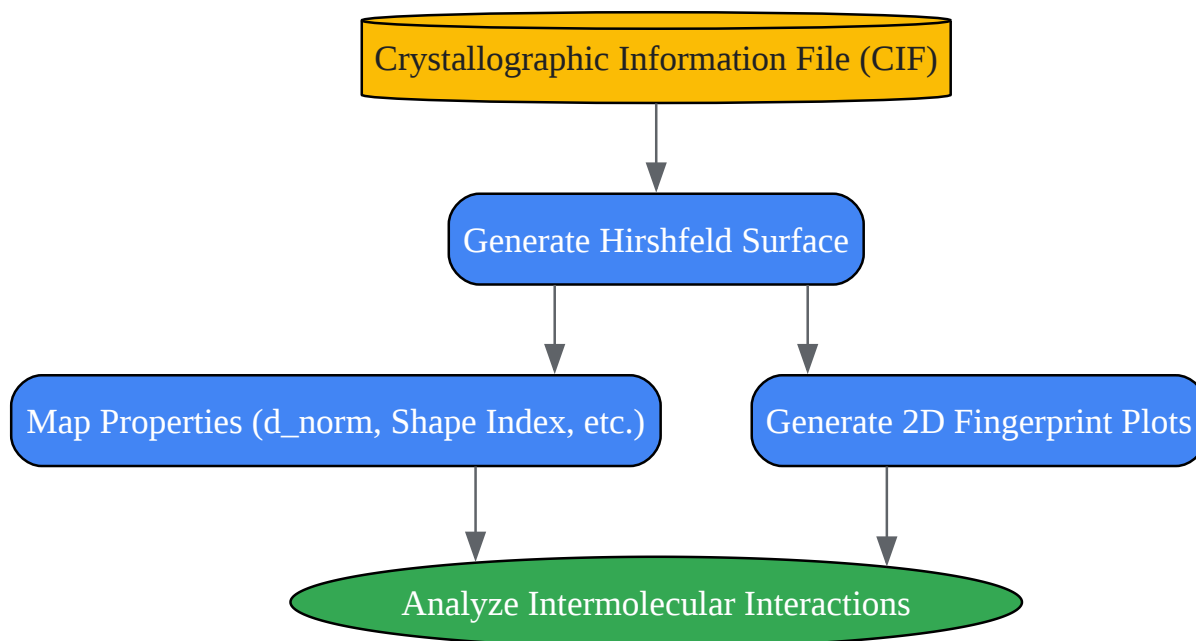 Crystallographic Information File (CIF)
Generate Hirshfeld Surface
Map Properties (d_norm, Shape Index, etc.)
Generate 2D Fingerprint Plots
Analyze Intermolecular Interactions